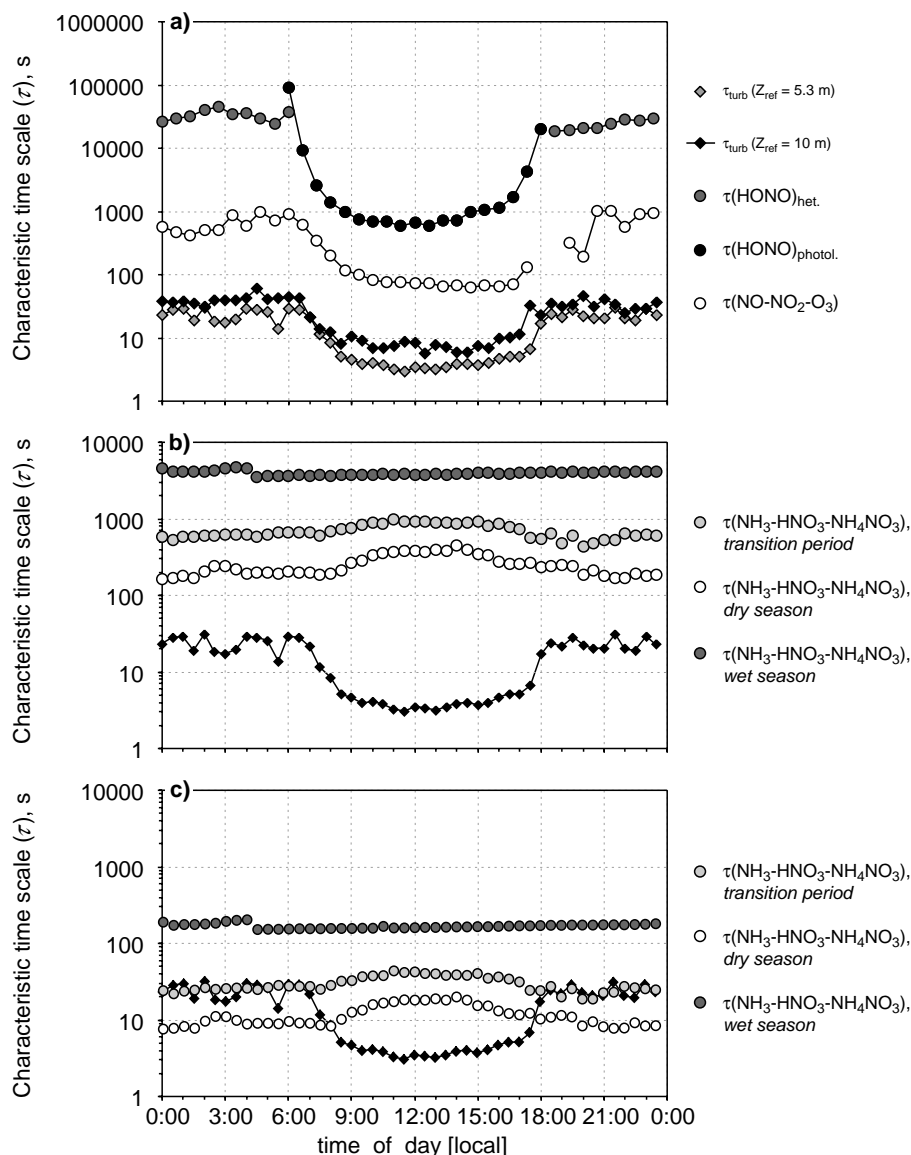 a)
1000000
100000
10000
1000
100
10
1
Characteristic time scale (τ), s
τturb (Zref = 5.3 m)
τturb (Zref = 10 m)
τ(HONO)het.
τ(HONO)photol.
τ(NO-NO2-O3)
b)
10000
1000
100
10
1
Characteristic time scale (τ), s
τ(NH3-HNO3-NH4NO3),
transition period
τ(NH3-HNO3-NH4NO3),
dry season
τ(NH3-HNO3-NH4NO3),
wet season
c)
10000
1000
100
10
1
Characteristic time scale (τ), s
τ(NH3-HNO3-NH4NO3),
transition period
τ(NH3-HNO3-NH4NO3),
dry season
τ(NH3-HNO3-NH4NO3),
wet season
0:00 3:00 6:00 9:00 12:00 15:00 18:00 21:00 0:00
time of day [local]